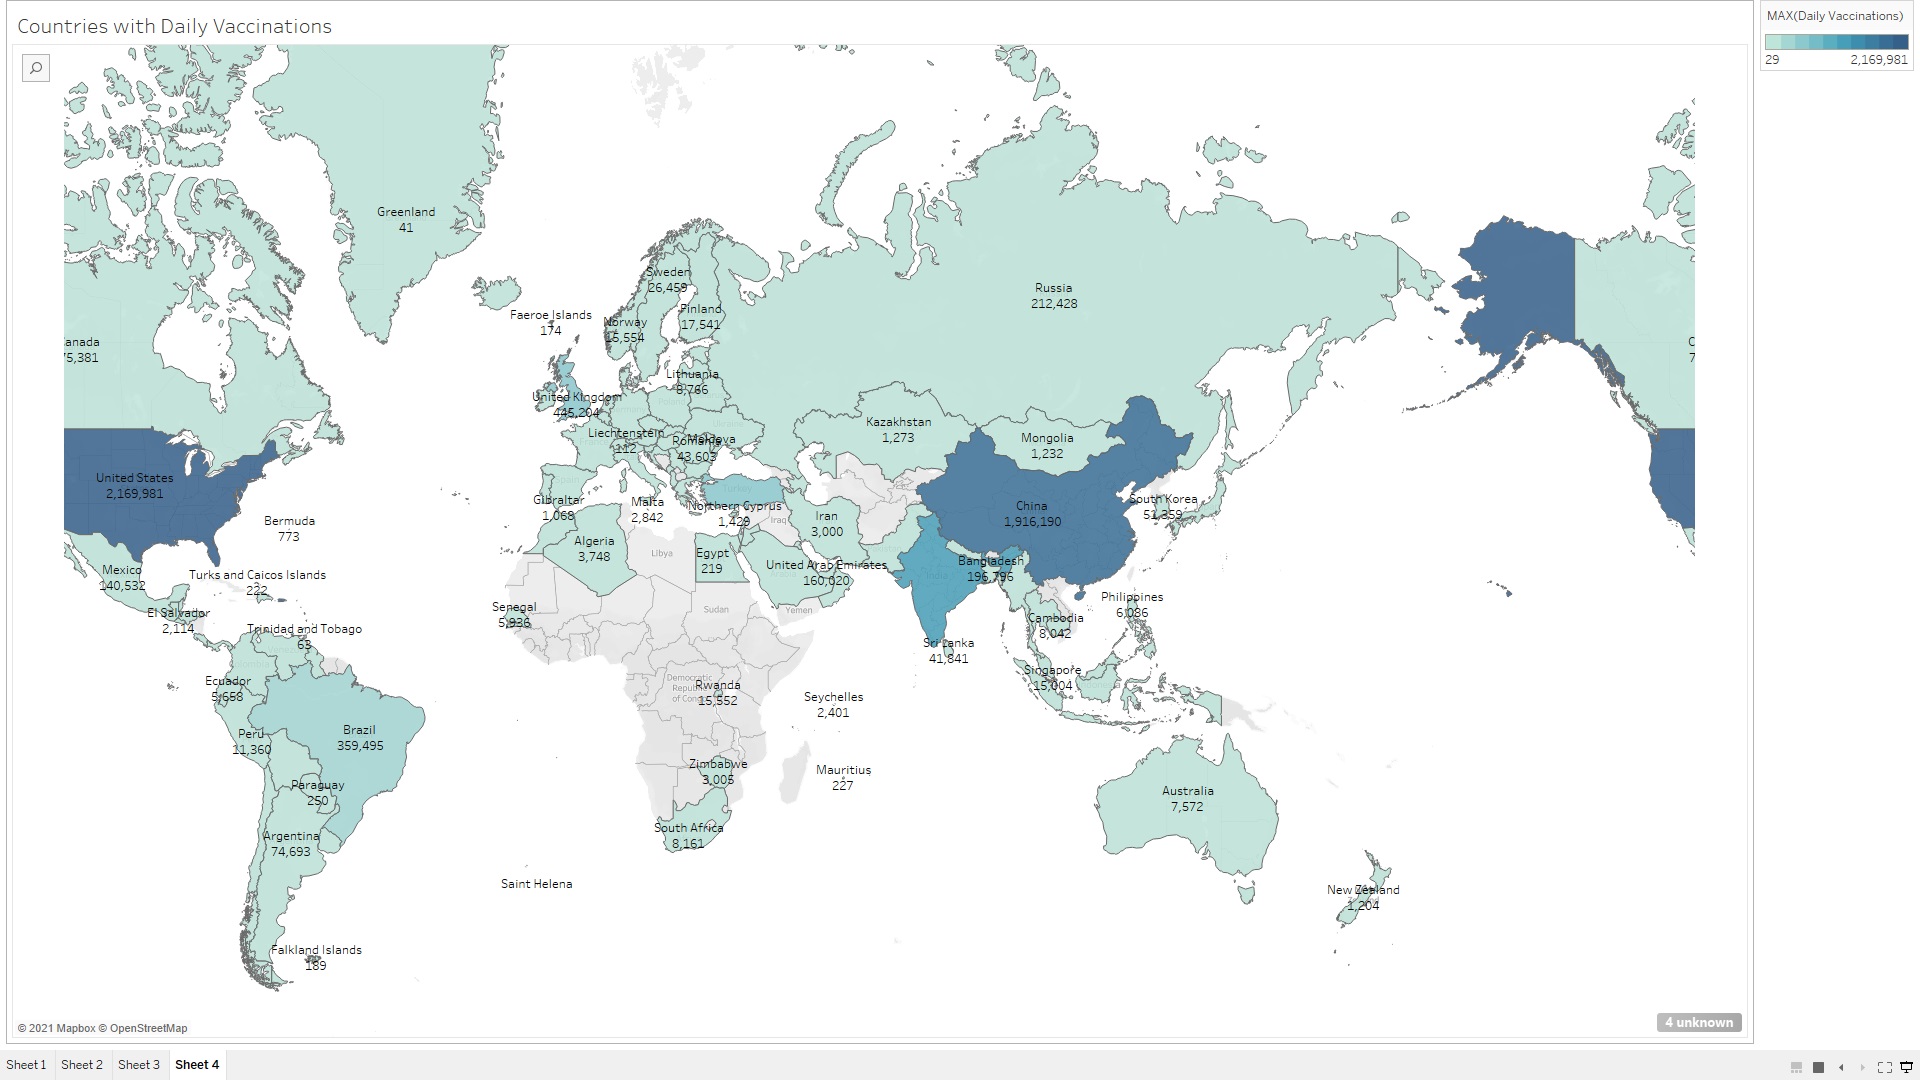 Countries with Daily Vaccinations
MAX(Daily Vaccinations)
29
2,169,981
Greenland
41
Sweden
26,459
Russia
212,428
Faeroe Islands
174
Norway
15,554
Finland
17,541
anada
75,381
C
7
Lithuania
8,766
United Kingdom
445,204
Kazakhstan
1,273
Mongolia
1,232
Liechtenstein
112
Romania
43,603
Moldova
United States
2,169,981
Spain
Turkey
Gibraltar
1,068
Malta
2,842
Northern Cyprus
1,429
Iraq
Iran
3,000
China
1,916,190
South Korea
51,359
Bermuda
773
Algeria
3,748
Libya
Egypt
219
United Arab Emirates
160,020
India
Bangladesh
196,796
Mexico
140,532
Turks and Caicos Islands
222
El Salvador
2,114
Trinidad and Tobago
63
Senegal
5,936
Sudan
Yemen
Philippines
6,086
Cambodia
8,042
Sri Lanka
41,841
Singapore
15,004
Ecuador
5,658
Democratic
Republic
of Congo
Rwanda
15,552
Seychelles
2,401
Peru
11,360
Brazil
359,495
Zimbabwe
3,005
Mauritius
227
Paraguay
250
Australia
7,572
Argentina
74,693
South Africa
8,161
Saint Helena
New Zealand
1,204
Falkland Islands
189
© 2021 Mapbox © OpenStreetMap
4 unknown
Sheet 1
Sheet 2
Sheet 3
Sheet 4